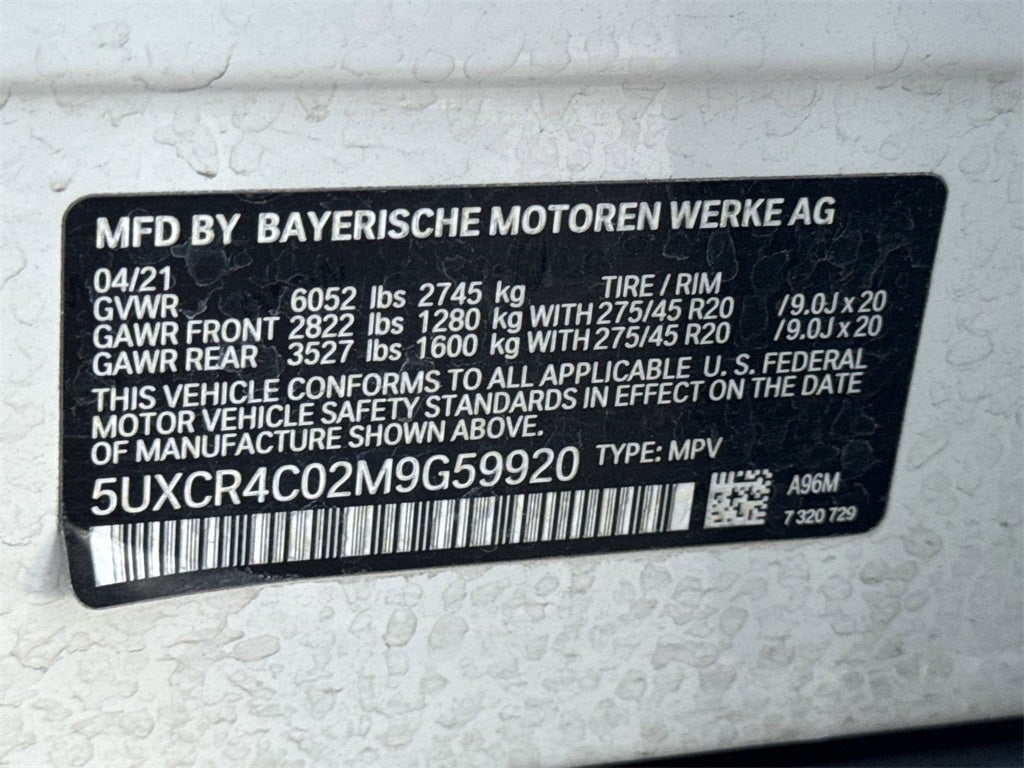 MFD BY BAYERISCHE MOTOREN WERKE AG
04/21 TIRE / RIM
GVWR 6052 lbs 2745 kg
GAWR FRONT 2822 lbs 1280 kg WITH 275/45 R20 / 9.0J x 20
GAWR REAR 3527 lbs 1600 kg WITH 275/45 R20 / 9.0J x 20
THIS VEHICLE CONFORMS TO ALL APPLICABLE U. S. FEDERAL
MOTOR VEHICLE SAFETY STANDARDS IN EFFECT ON THE DATE
OF MANUFACTURE SHOWN ABOVE.
5UXCR4C02M9G59920 TYPE: MPV
A96M
7 320 729